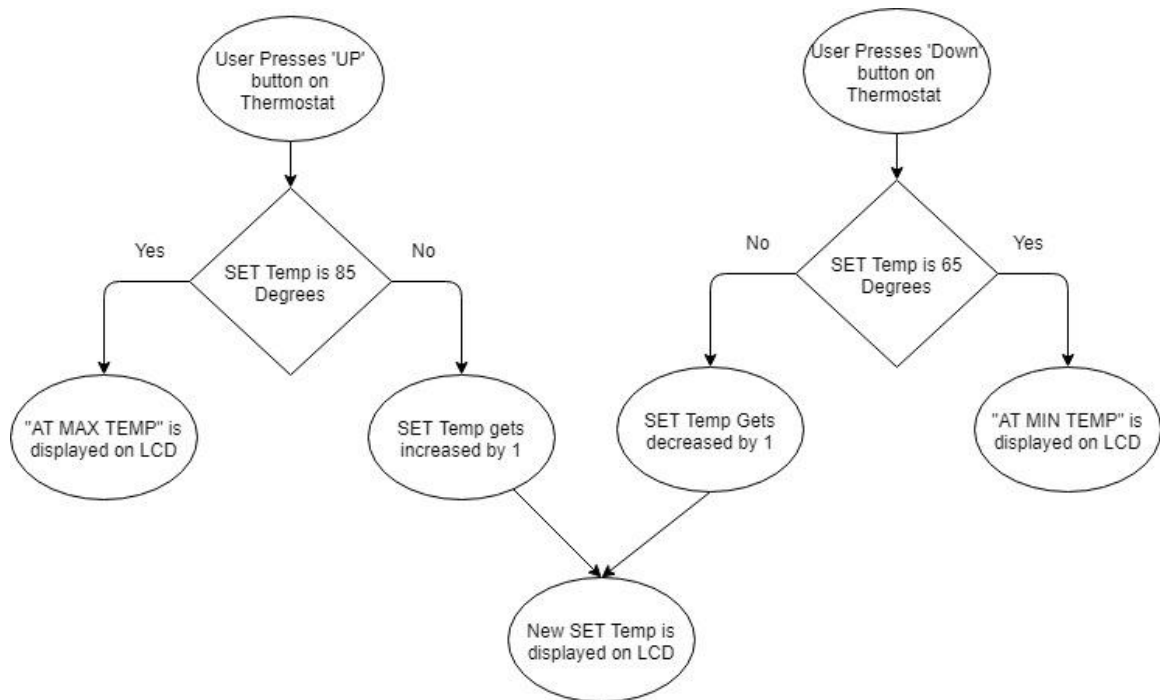 User Presses 'UP'
button on
Thermostat
User Presses 'Down'
button on
Thermostat
Yes
No
SET Temp is 85
Degrees
No
Yes
SET Temp is 65
Degrees
"AT MAX TEMP" is
displayed on LCD
SET Temp gets
increased by 1
SET Temp Gets
decreased by 1
"AT MIN TEMP" is
displayed on LCD
New SET Temp is
displayed on LCD